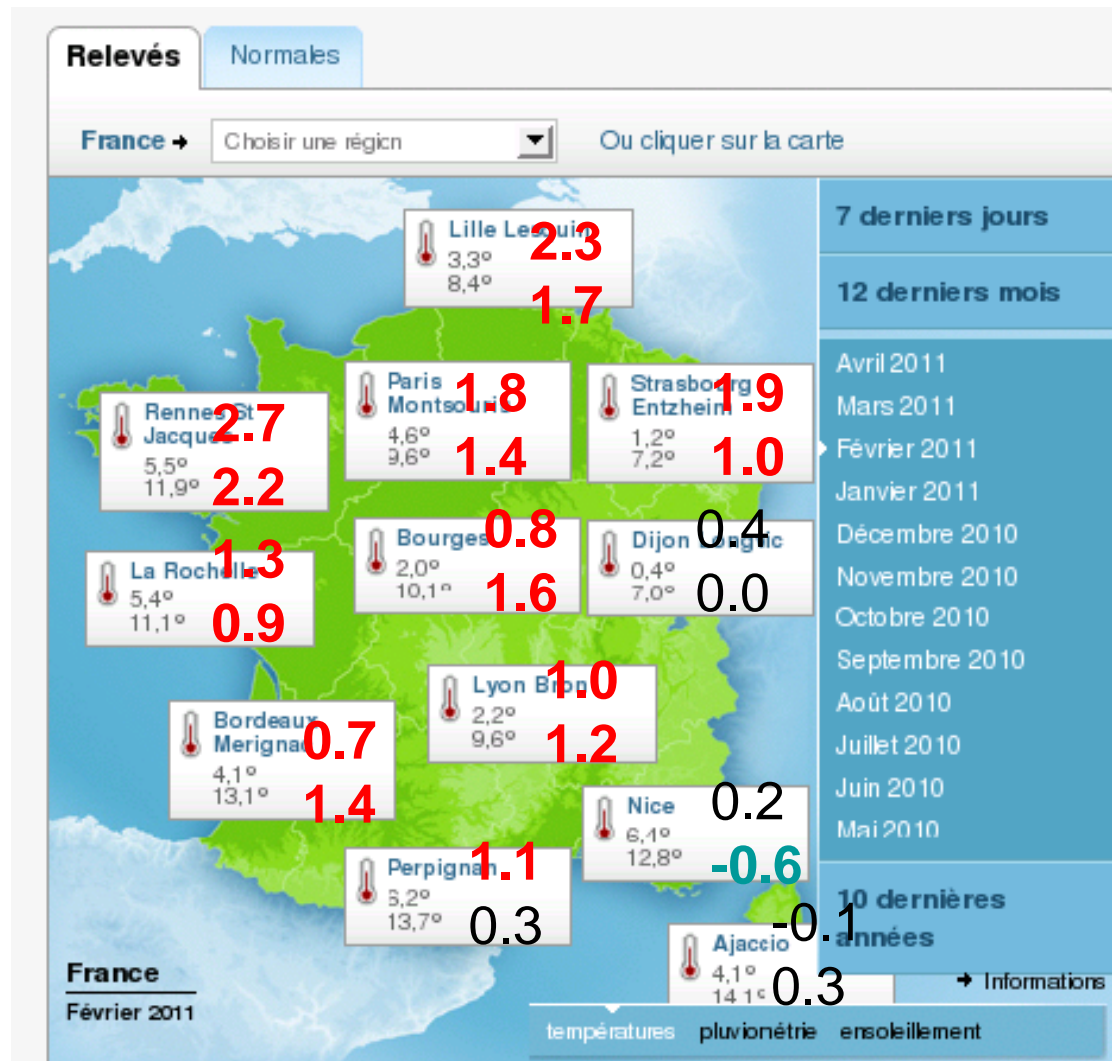 Relevés
Normales
France → Choisir une région
Ou cliquer sur la carte
Lille Lesquin
3,3°
8,4°
2.3
1.7
Paris
Montsouris
4,6°
9,6°
1.8
1.4
Strasbourg
Entzheim
1,2°
7,2°
1.9
1.0
Rennes St
Jacques
5,5°
11,9°
2.7
2.2
Bourges
2,0°
10,1°
0.8
1.6
Dijon Longvic
0,4°
7,0°
0.4
0.0
La Rochelle
5,4°
11,1°
1.3
0.9
Lyon Bron
2,2°
9,6°
1.0
1.2
Bordeaux
Merignac
4,1°
13,1°
0.7
1.4
Nice
6,4°
12,8°
0.2
-0.6
Perpignan
6,2°
13,7°
1.1
0.3
Ajaccio
4,1°
14,1°
-0.1
0.3
France
Février 2011
7 derniers jours
12 derniers mois
Avril 2011
Mars 2011
Février 2011
Janvier 2011
Décembre 2010
Novembre 2010
Octobre 2010
Septembre 2010
Août 2010
Juillet 2010
Juin 2010
Mai 2010
10 dernières
années
→ Informations
températures pluviométrie ensoleillement